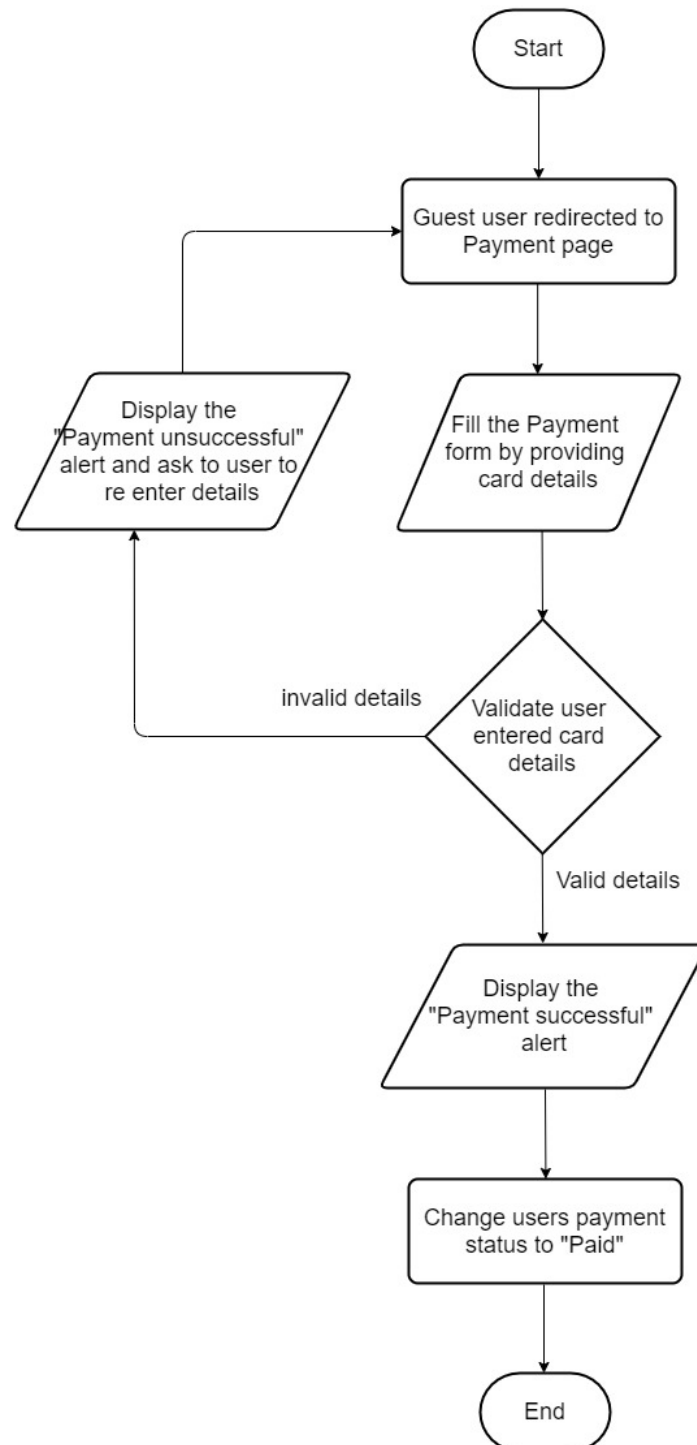 Start
Guest user redirected to
Payment page
Display the
"Payment unsuccessful"
alert and ask to user to
re enter details
Fill the Payment
form by providing
card details
invalid details
Validate user
entered card
details
Valid details
Display the
"Payment successful"
alert
Change users payment
status to "Paid"
End